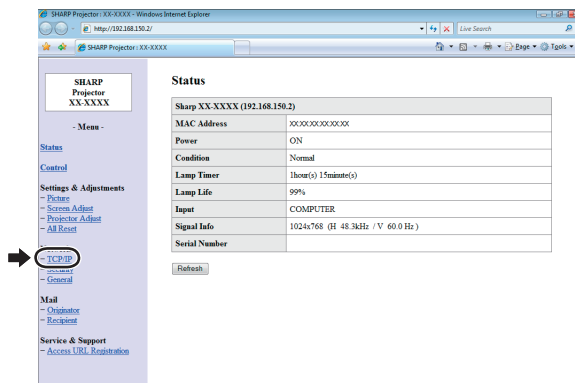 SHARP Projector : XX-XXXX - Windows Internet Explorer
http://192.168.150.2/
Live Search
SHARP Projector : XX-XXXX
Page
Tools
SHARP
Projector
XX-XXXX
- Menu -
Status
Control
Settings & Adjustments
– Picture
– Screen Adjust
– Projector Adjust
– All Reset
– TCP/IP
– Security
– General
Mail
– Originator
– Recipient
Service & Support
– Access URL Registration
Status
Sharp XX-XXXX (192.168.150.2)
MAC Address XX:XX:XX:XX:XX:XX
Power ON
Condition Normal
Lamp Timer 1hour(s) 15minute(s)
Lamp Life 99%
Input COMPUTER
Signal Info 1024x768 (H 48.3kHz / V 60.0 Hz )
Serial Number
Refresh